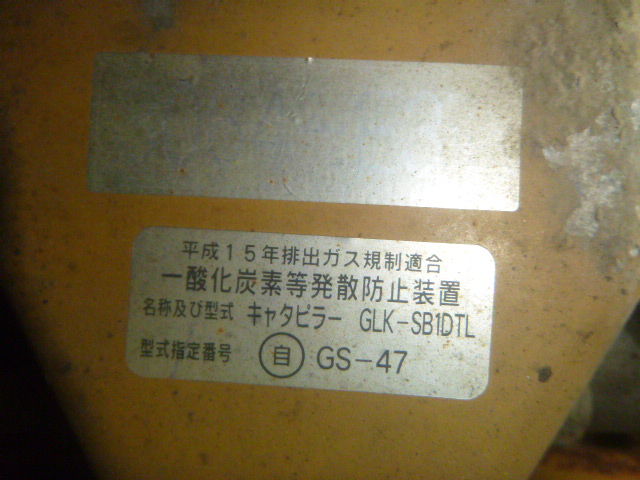 平成15年排出ガス規制適合
一酸化炭素等発散防止装置
名称及び型式 キャタピラー GLK-SB1DTL
型式指定番号 自 GS-47